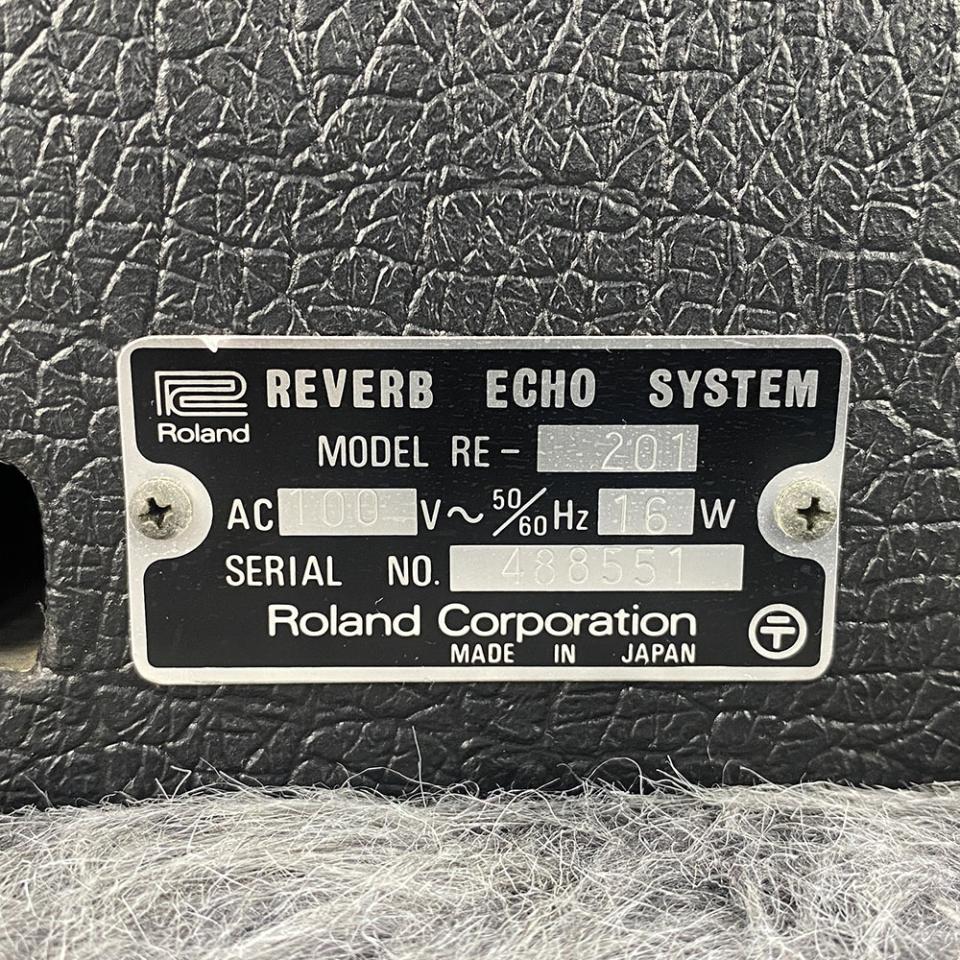 REVERB ECHO SYSTEM
Roland
MODEL RE- 201
AC 100 V~ 50/60 Hz 16 W
SERIAL NO. 488551
Roland Corporation
MADE IN JAPAN